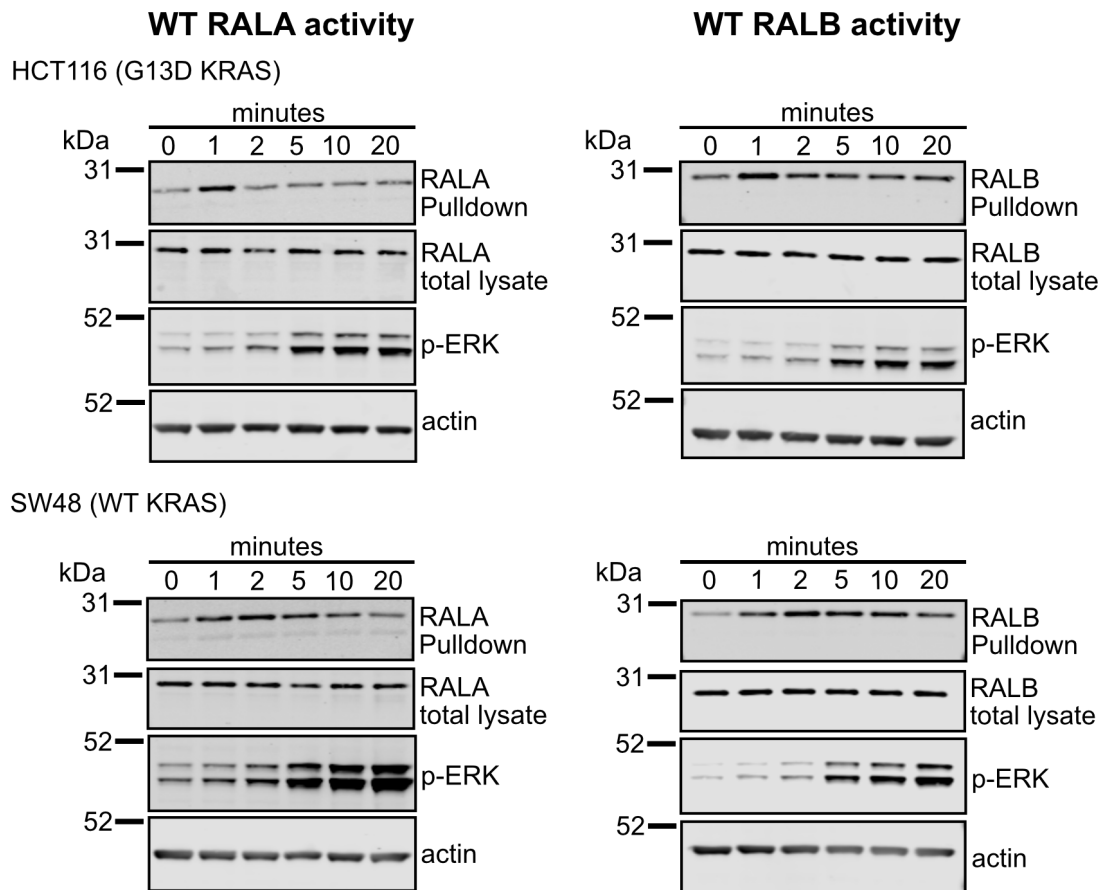 WT RALA activity
WT RALB activity
HCT116 (G13D KRAS)
minutes
kDa 0 1 2 5 10 20
31
RALA
Pulldown
31
RALA
total lysate
52
p-ERK
52
actin
minutes
kDa 0 1 2 5 10 20
31
RALB
Pulldown
31
RALB
total lysate
52
p-ERK
52
actin
SW48 (WT KRAS)
minutes
kDa 0 1 2 5 10 20
31
RALA
Pulldown
31
RALA
total lysate
52
p-ERK
52
actin
minutes
kDa 0 1 2 5 10 20
31
RALB
Pulldown
31
RALB
total lysate
52
p-ERK
52
actin